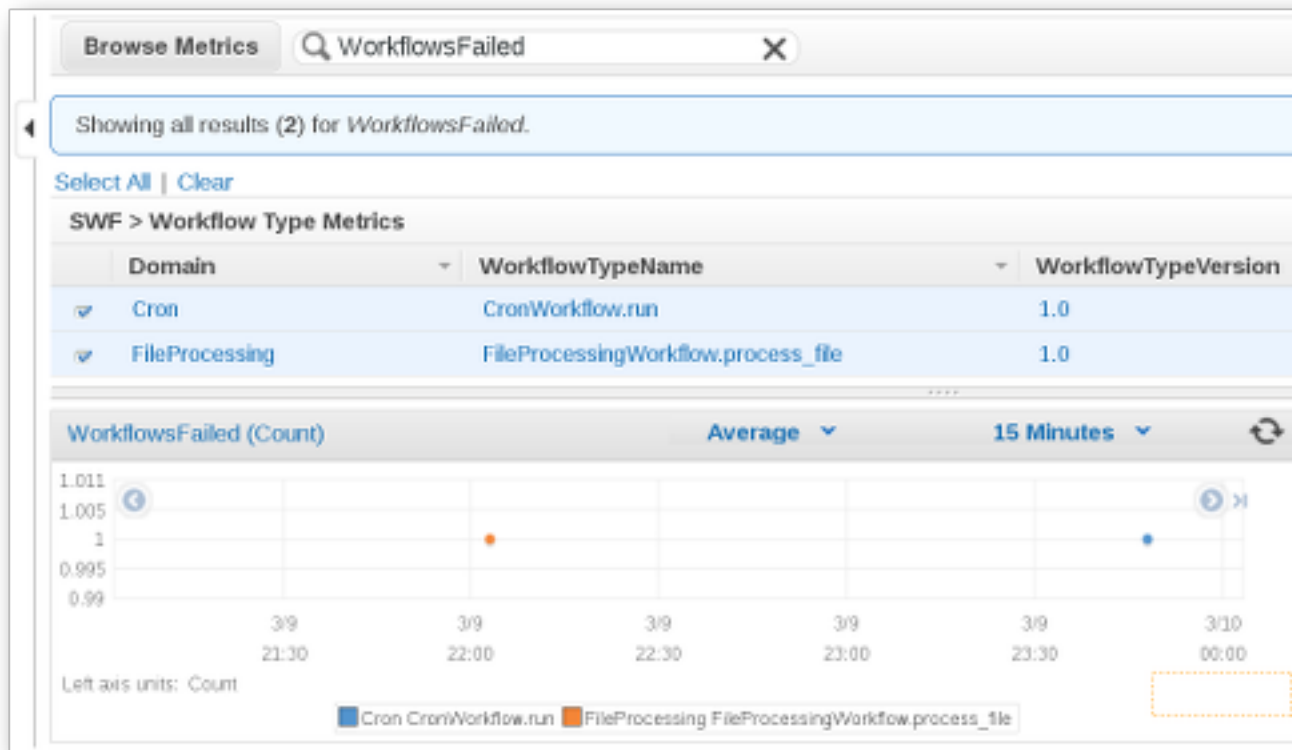 Browse Metrics WorkflowsFailed
Showing all results (2) for WorkflowsFailed.
Select All | Clear
SWF > Workflow Type Metrics
Domain WorkflowTypeName WorkflowTypeVersion
Cron CronWorkflow.run 1.0
FileProcessing FileProcessingWorkflow.process_file 1.0
WorkflowsFailed (Count) Average 15 Minutes
1.011
1.005
1
0.995
0.99
3/9 3/9 3/9 3/9 3/9 3/10
21:30 22:00 22:30 23:00 23:30 00:00
Left axis units: Count
Cron CronWorkflow.run FileProcessing FileProcessingWorkflow.process_file